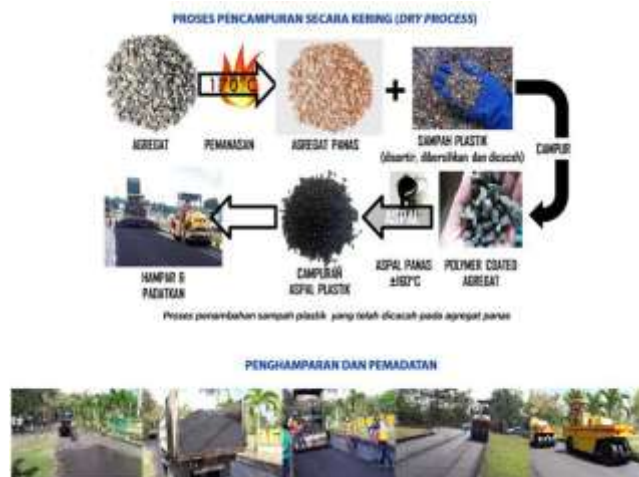 PROSES PENCAMPURAN SECARA KERING (DRY PROCESS)
170°C
AGREGAT
PEMANASAN
AGREGAT PANAS
+
SAMPAH PLASTIK
(disortir, dibersihkan dan dicacah)
CAMPUR
HAMPAR &
PADATKAN
CAMPURAN
ASPAL PLASTIK
ASPAL PANAS
±160°C
POLYMER COATED
AGREGAT
Proses penambahan sampah plastik yang telah dicacah pada agregat panas
PENGHAMPARAN DAN PEMADATAN